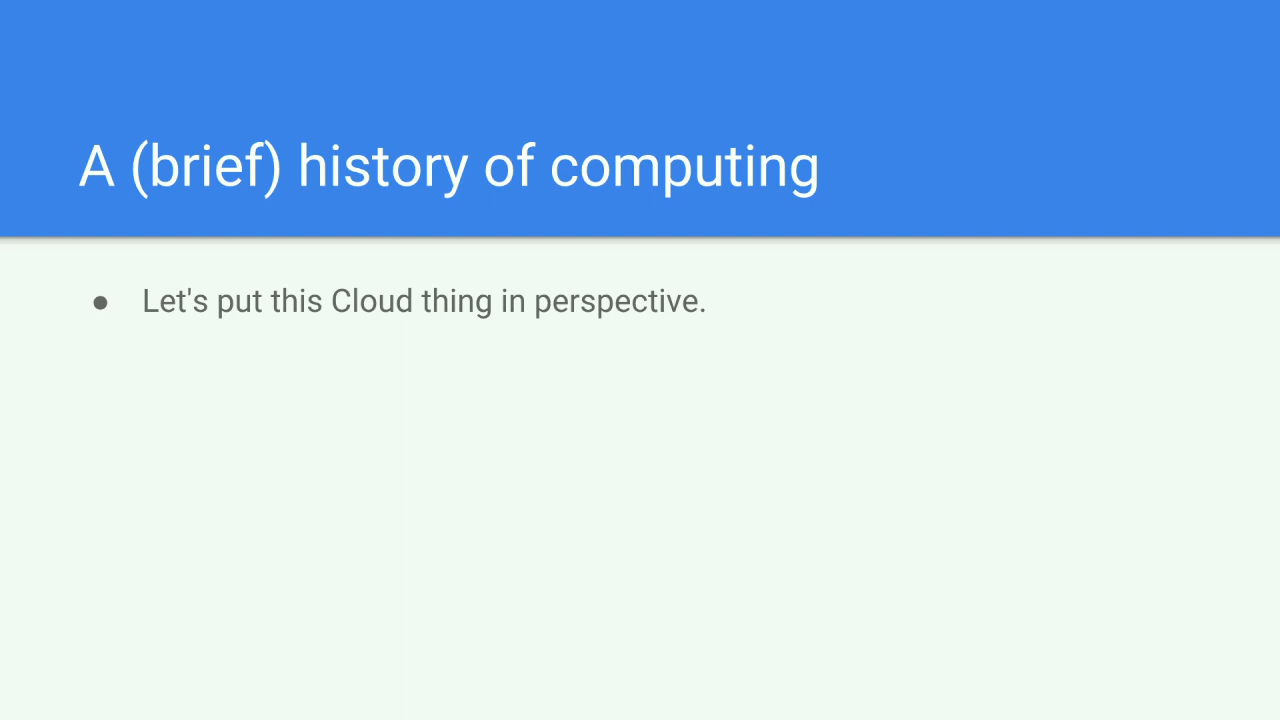 A (brief) history of computing
● Let's put this Cloud thing in perspective.